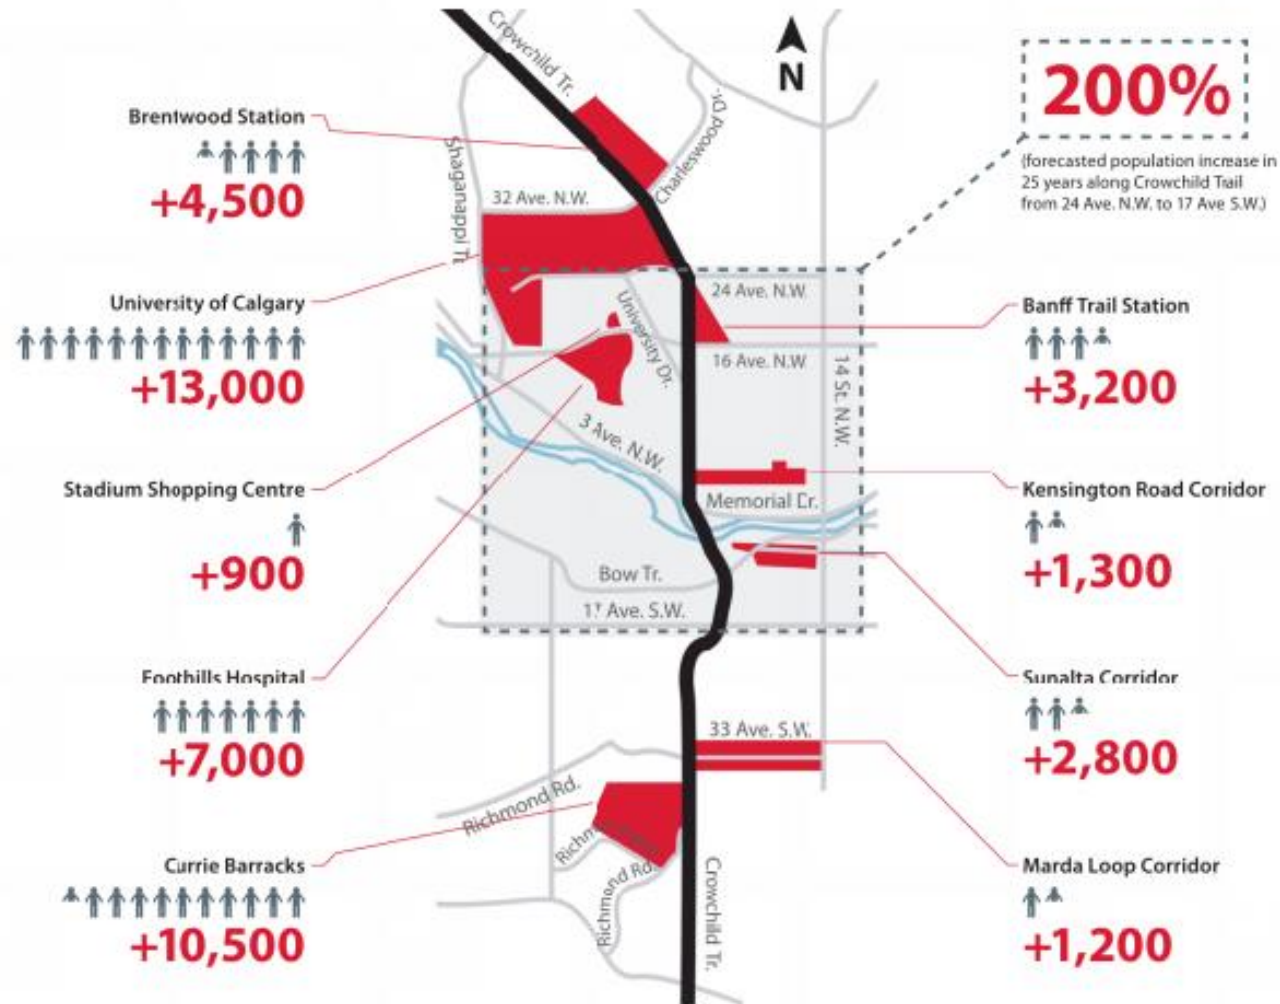 Crowchild Tr.
N
200%
(forecasted population increase in
25 years along Crowchild Trail
from 24 Ave. N.W. to 17 Ave S.W.)
Brentwood Station
+4,500
Shaganappi Tr.
Charleswood Dr.
32 Ave. N.W.
University of Calgary
+13,000
24 Ave. N.W.
University Dr.
Banff Trail Station
+3,200
16 Ave. N.W
14 St. N.W.
3 Ave. N.W.
Stadium Shopping Centre
+900
Memorial Dr.
Kensington Road Corridor
+1,300
Bow Tr.
17 Ave. S.W.
Foothills Hospital
+7,000
Sunalta Corridor
+2,800
33 Ave. S.W.
Richmond Rd.
Richm
Richmond Rd.
Currie Barracks
+10,500
Crowchild Tr.
Marda Loop Corridor
+1,200